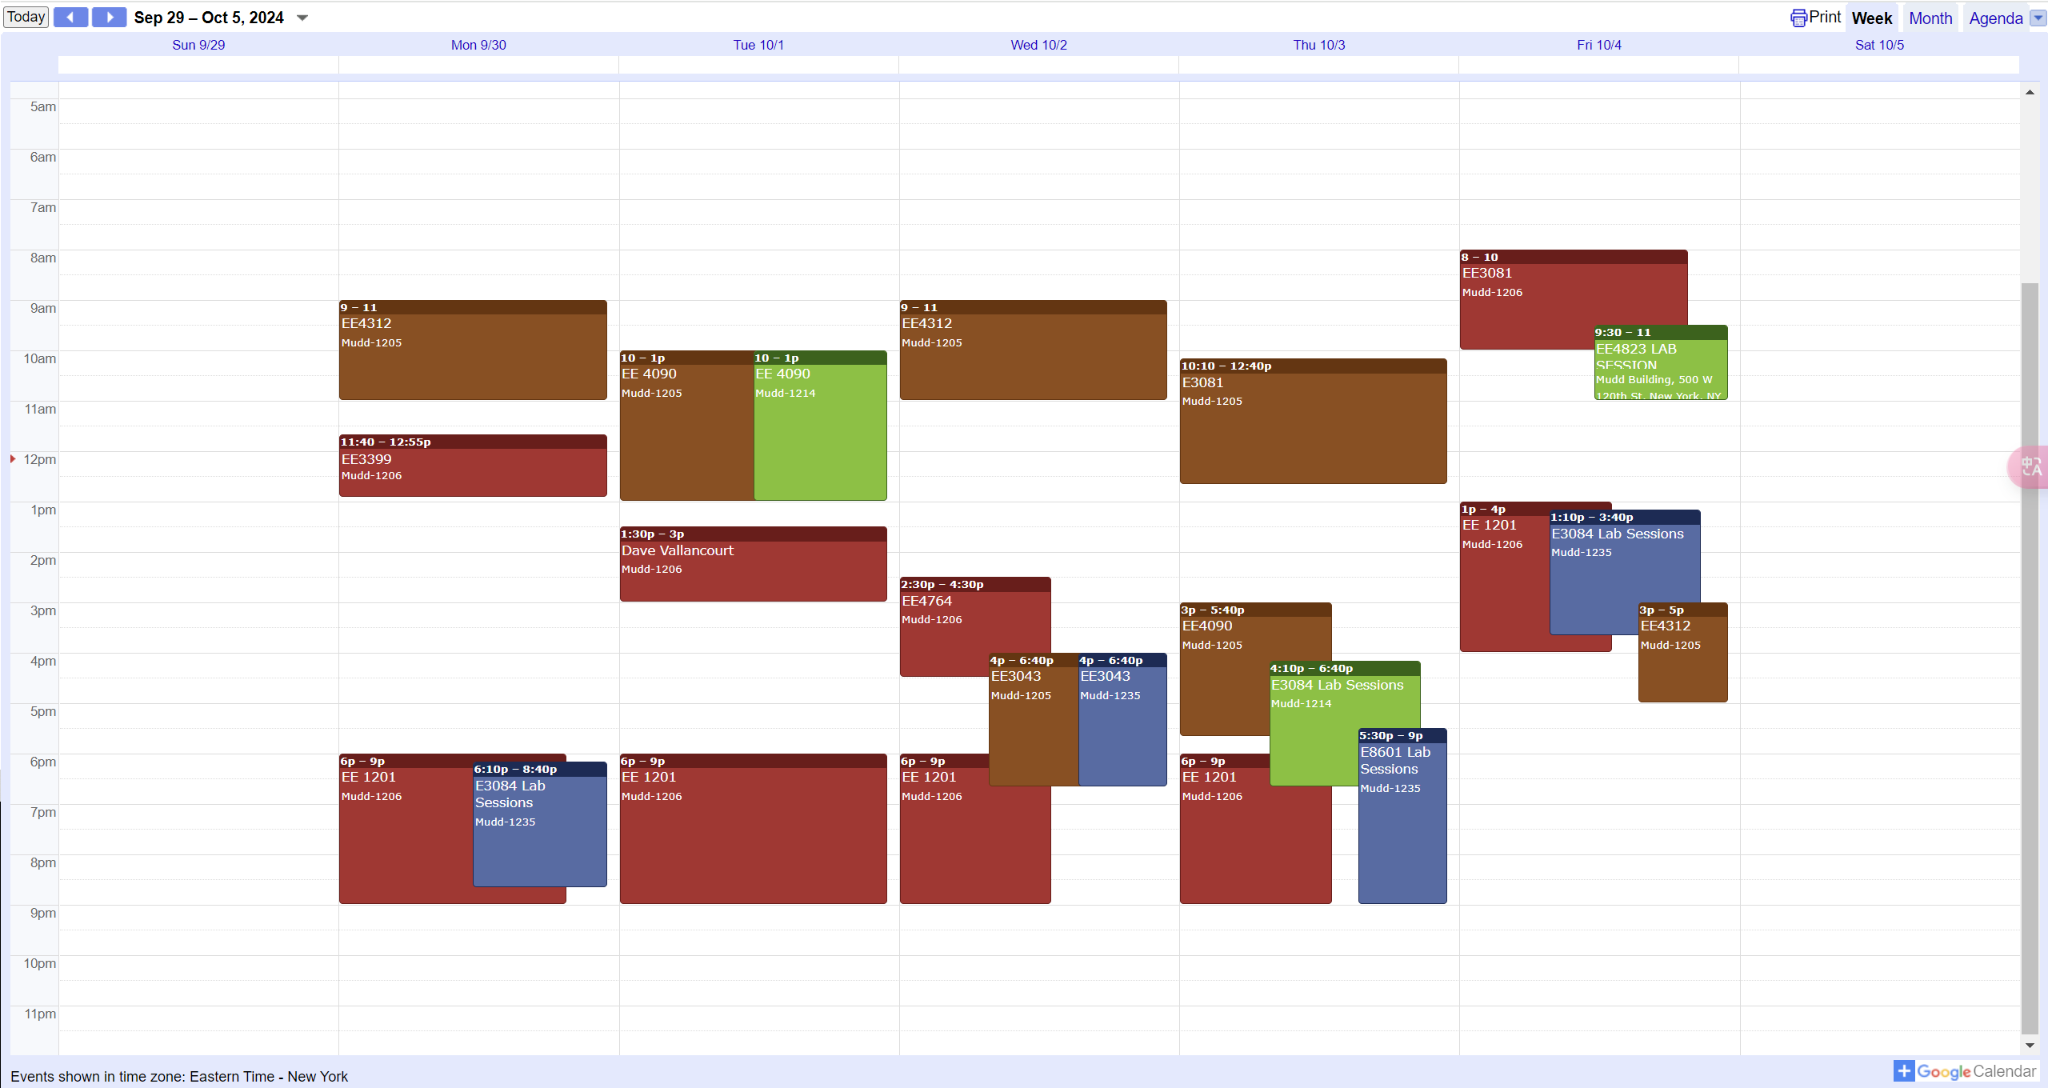 Today
Sep 29 – Oct 5, 2024
Print
Week
Month
Agenda
Sun 9/29
Mon 9/30
Tue 10/1
Wed 10/2
Thu 10/3
Fri 10/4
Sat 10/5
5am
6am
7am
8am
9am
10am
11am
12pm
1pm
2pm
3pm
4pm
5pm
6pm
7pm
8pm
9pm
10pm
11pm
9 – 11
EE4312
Mudd-1205
11:40 – 12:55p
EE3399
Mudd-1206
6p – 9p
EE 1201
Mudd-1206
6:10p – 8:40p
E3084 Lab
Sessions
Mudd-1235
10 – 1p
EE 4090
Mudd-1205
10 – 1p
EE 4090
Mudd-1214
1:30p – 3p
Dave Vallancourt
Mudd-1206
6p – 9p
EE 1201
Mudd-1206
9 – 11
EE4312
Mudd-1205
2:30p – 4:30p
EE4764
Mudd-1206
4p – 6:40p
EE3043
Mudd-1205
4p – 6:40p
EE3043
Mudd-1235
6p – 9p
EE 1201
Mudd-1206
10:10 – 12:40p
E3081
Mudd-1205
3p – 5:40p
EE4090
Mudd-1205
4:10p – 6:40p
E3084 Lab Sessions
Mudd-1214
5:30p – 9p
E8601 Lab
Sessions
Mudd-1235
6p – 9p
EE 1201
Mudd-1206
8 – 10
EE3081
Mudd-1206
9:30 – 11
EE4823 LAB
SESSION
Mudd Building, 500 W
120th St, New York, NY
1p – 4p
EE 1201
Mudd-1206
1:10p – 3:40p
E3084 Lab Sessions
Mudd-1235
3p – 5p
EE4312
Mudd-1205
中A
Events shown in time zone: Eastern Time - New York
Google Calendar